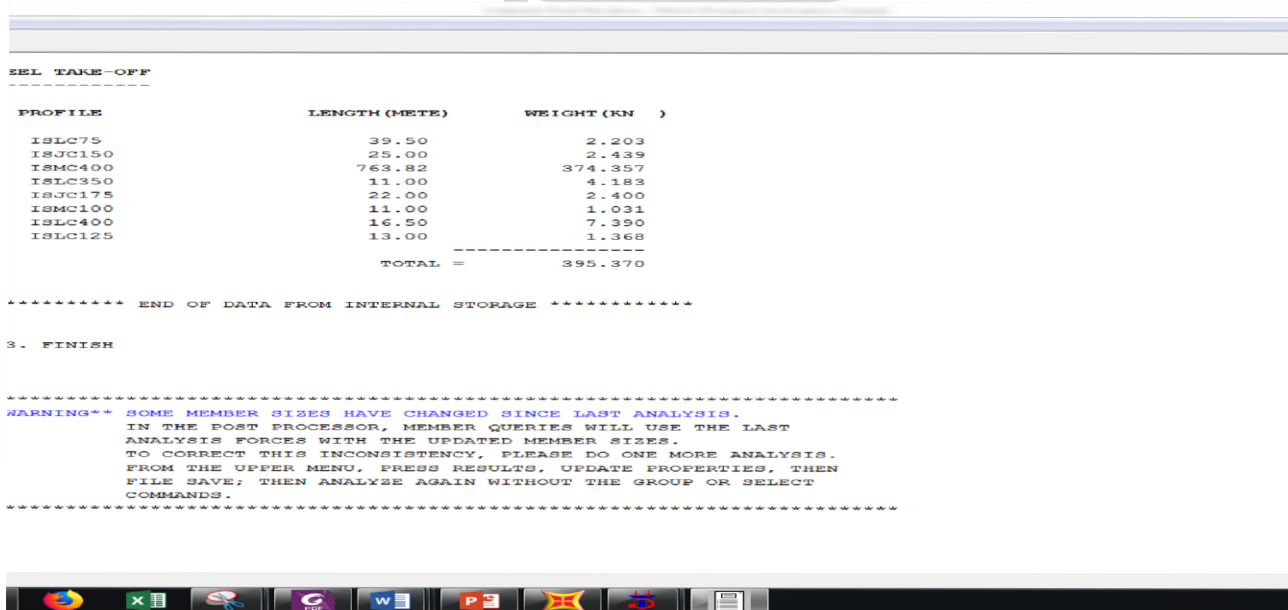 EEL TAKE-OFF
------------
PROFILE LENGTH(METE) WEIGHT(KN )
ISLC75 39.50 2.203
ISJC150 25.00 2.439
ISMC400 763.82 374.357
ISLC350 11.00 4.183
ISJC175 22.00 2.400
ISMC100 11.00 1.031
ISLC400 16.50 7.390
ISLC125 13.00 1.368
----------------
TOTAL = 395.370
********** END OF DATA FROM INTERNAL STORAGE ************
3. FINISH
***************************************************************************
WARNING** SOME MEMBER SIZES HAVE CHANGED SINCE LAST ANALYSIS.
IN THE POST PROCESSOR, MEMBER QUERIES WILL USE THE LAST
ANALYSIS FORCES WITH THE UPDATED MEMBER SIZES.
TO CORRECT THIS INCONSISTENCY, PLEASE DO ONE MORE ANALYSIS.
FROM THE UPPER MENU, PRESS RESULTS, UPDATE PROPERTIES, THEN
FILE SAVE; THEN ANALYZE AGAIN WITHOUT THE GROUP OR SELECT
COMMANDS.
***************************************************************************